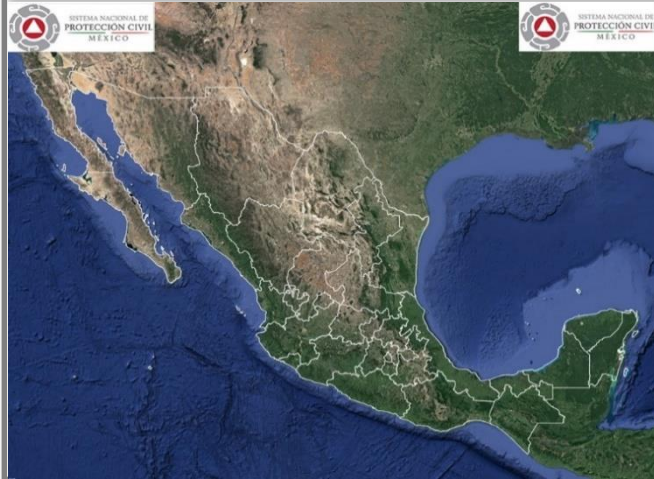 SISTEMA NACIONAL DE
PROTECCIÓN CIVIL
MÉXICO
SISTEMA NACIONAL DE
PROTECCIÓN CIVIL
MÉXICO